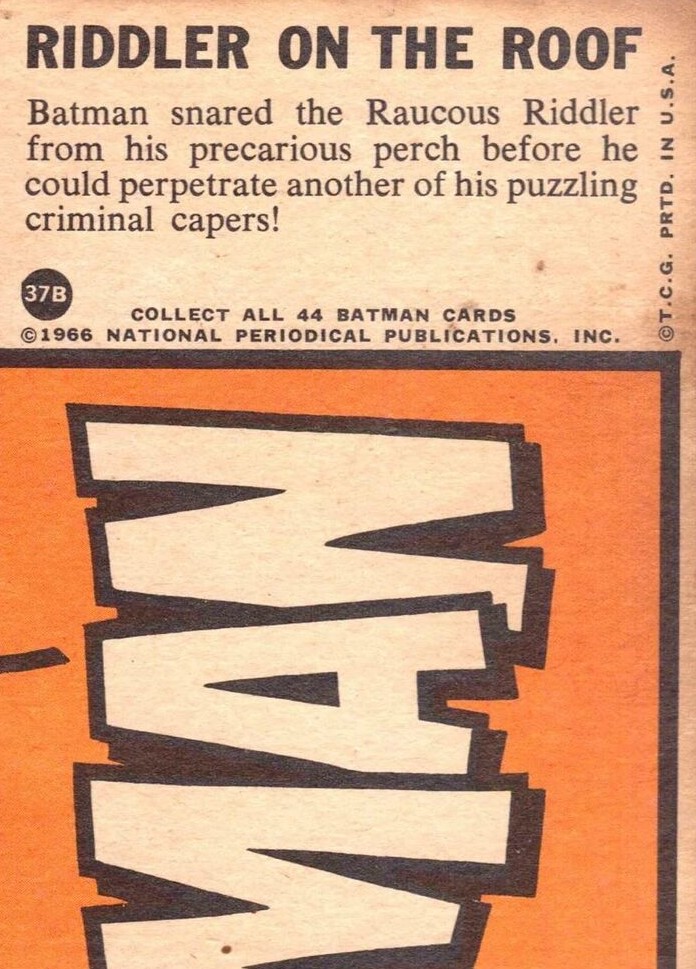 RIDDLER ON THE ROOF
Batman snared the Raucous Riddler
from his precarious perch before he
could perpetrate another of his puzzling
criminal capers!
37B
COLLECT ALL 44 BATMAN CARDS
©1966 NATIONAL PERIODICAL PUBLICATIONS, INC.
©T.C.G. PRTD. IN U.S.A.
MAN